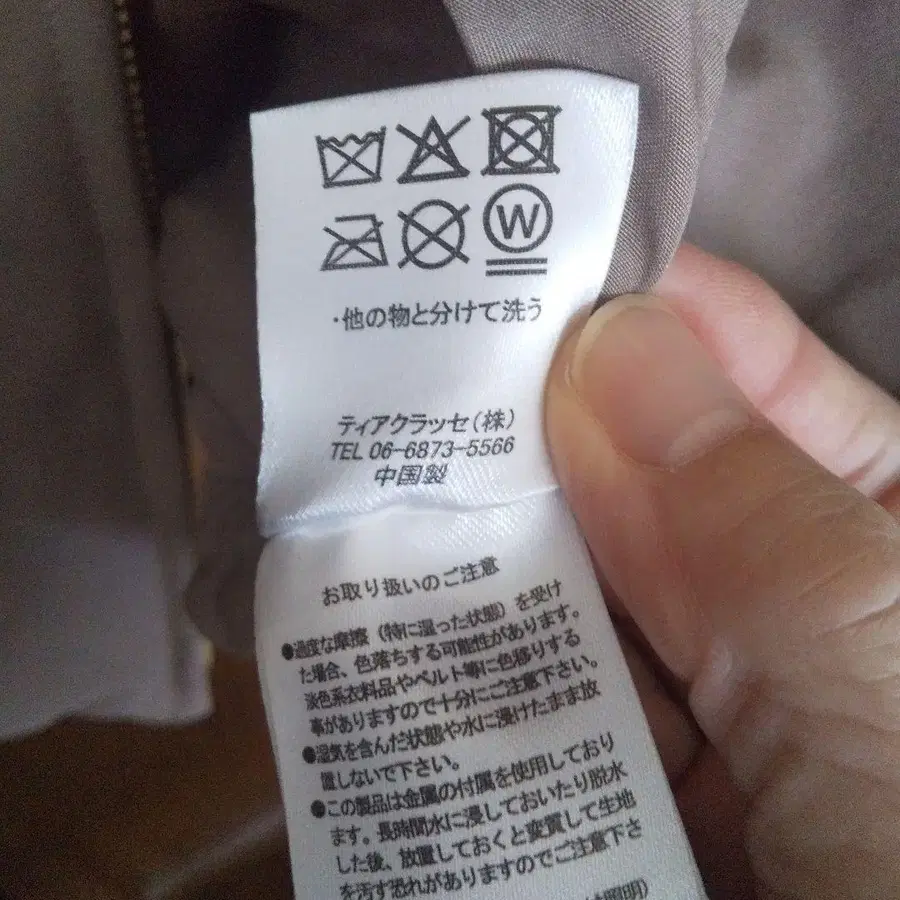 W
・他の物と分けて洗う
ティアクラッセ(株)
TEL 06-6873-5566
中国製
お取り扱いのご注意
●過度な摩擦（特に湿った状態）を受け
た場合、色落ちする可能性があります。
淡色系衣料品やベルト等に色移りする
事がありますので十分にご注意下さい。
●湿気を含んだ状態や水に浸けたまま放
置しないで下さい。
●この製品は金属の付属を使用しており
ます。長時間水に浸しておいたり脱水
した後、放置しておくと変質して生地
を汚す恐れがありますのでご注意下さ